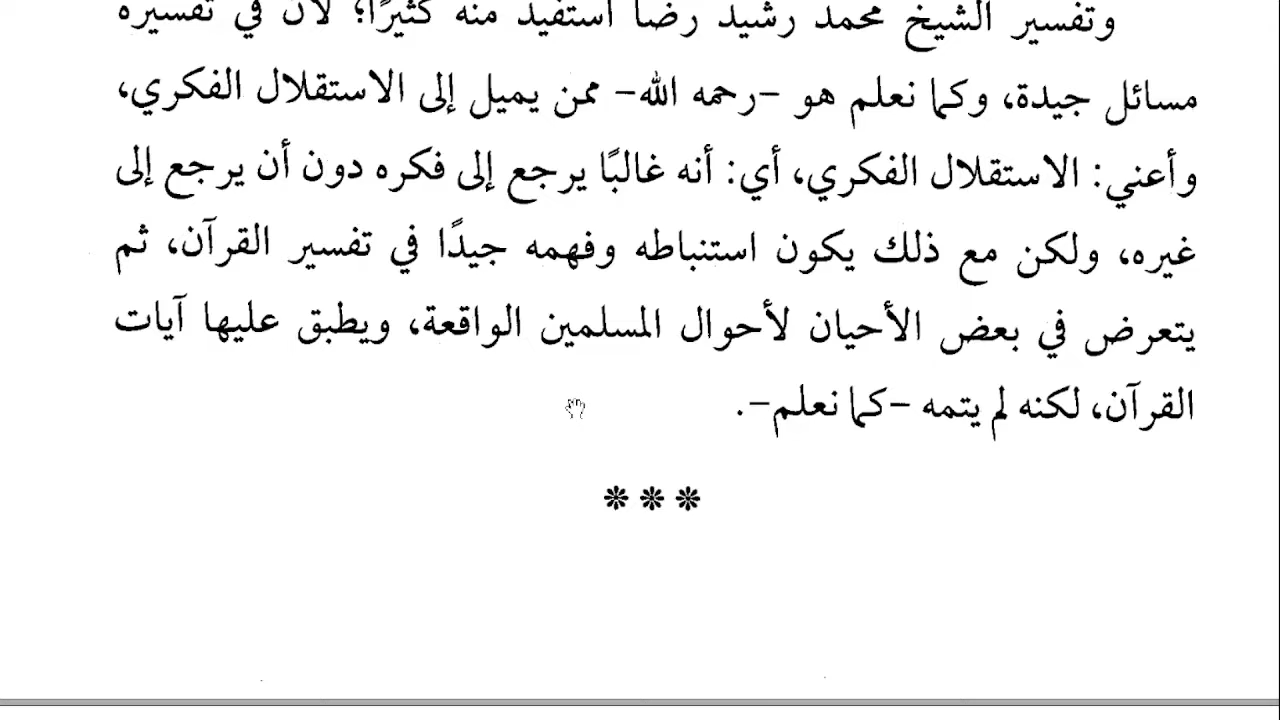 وتفسير الشيخ محمد رشيد رضا أستفيد منه كثيرًا؛ لأن في تفسيره
مسائل جيدة، وكما نعلم هو –رحمه الله– ممن يميل إلى الاستقلال الفكري،
وأعني: الاستقلال الفكري، أي: أنه غالبًا يرجع إلى فكره دون أن يرجع إلى
غيره، ولكن مع ذلك يكون استنباطه وفهمه جيدًا في تفسير القرآن، ثم
يتعرض في بعض الأحيان لأحوال المسلمين الواقعة، ويطبق عليها آيات
القرآن، لكنه لم يتمه –كما نعلم–.